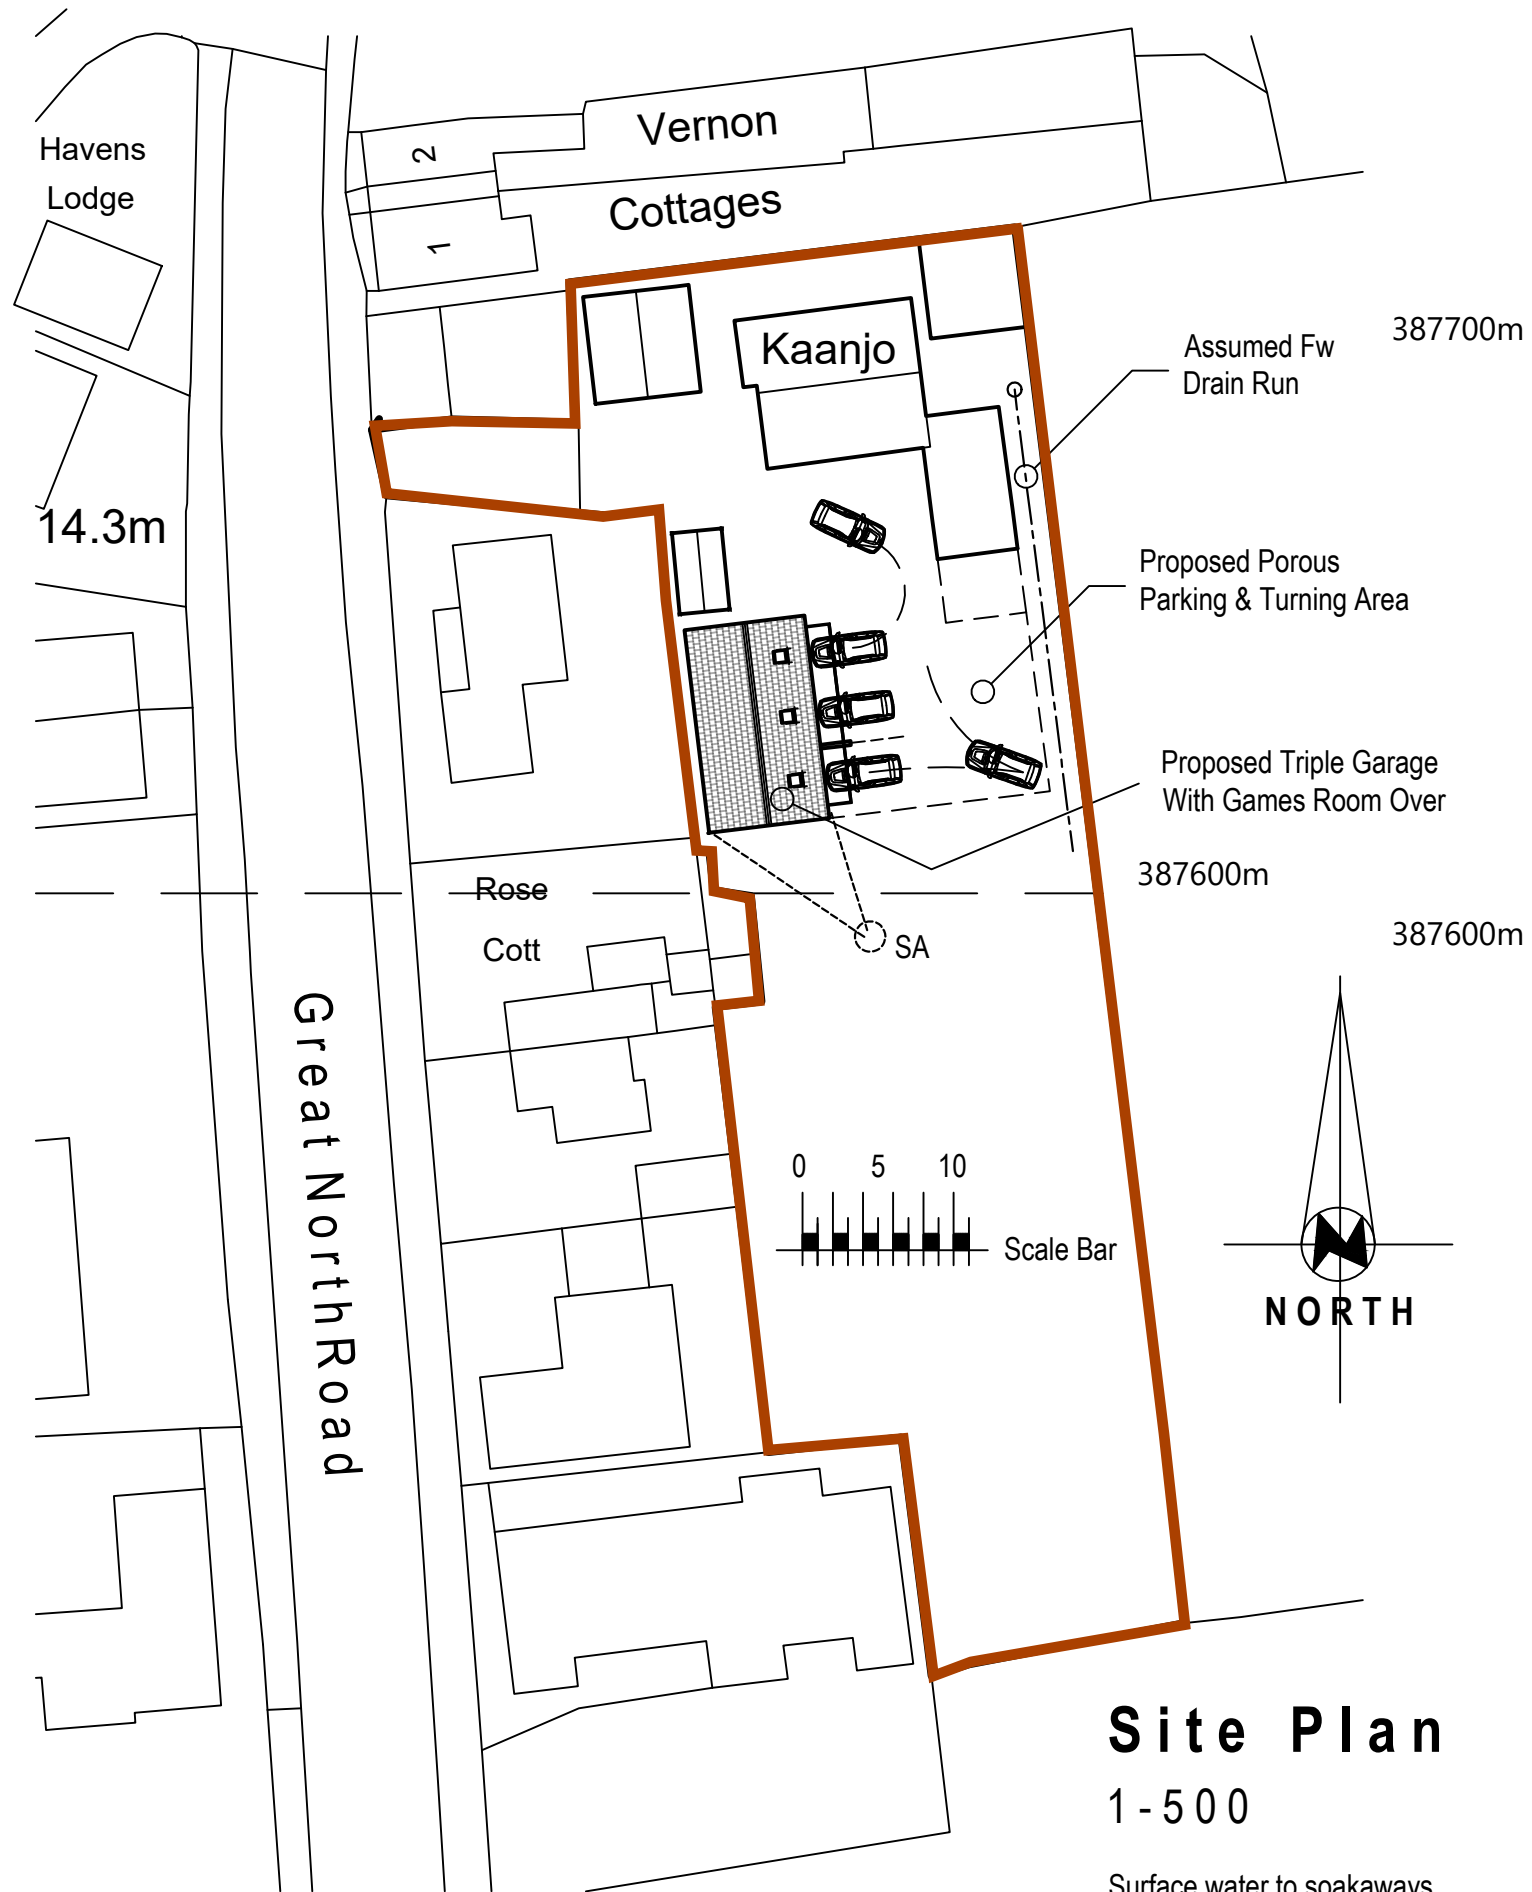 Vernon
Cottages
2
1
Havens
Lodge
Kaanjo
387700m
Assumed Fw
Drain Run
14.3m
Proposed Porous
Parking & Turning Area
Proposed Triple Garage
With Games Room Over
387600m
Rose
Cott
SA
387600m
Great North Road
0 5 10
Scale Bar
N
NORTH
Site Plan
1-500
Surface water to soakaways